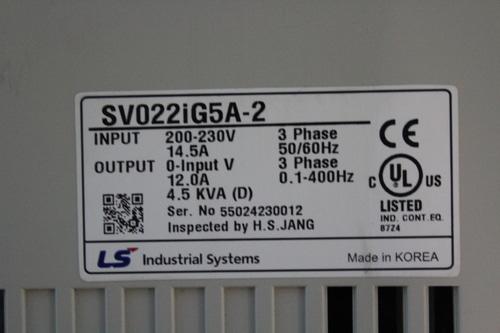 SV022iG5A-2
INPUT 200-230V 3 Phase
14.5A 50/60Hz
OUTPUT 0-Input V 3 Phase
12.0A 0.1-400Hz
4.5 KVA (D)
Ser. No 55024230012
Inspected by H.S.JANG
CE
C UL US
LISTED
IND. CONT. EQ.
87Z4
LS Industrial Systems Made in KOREA